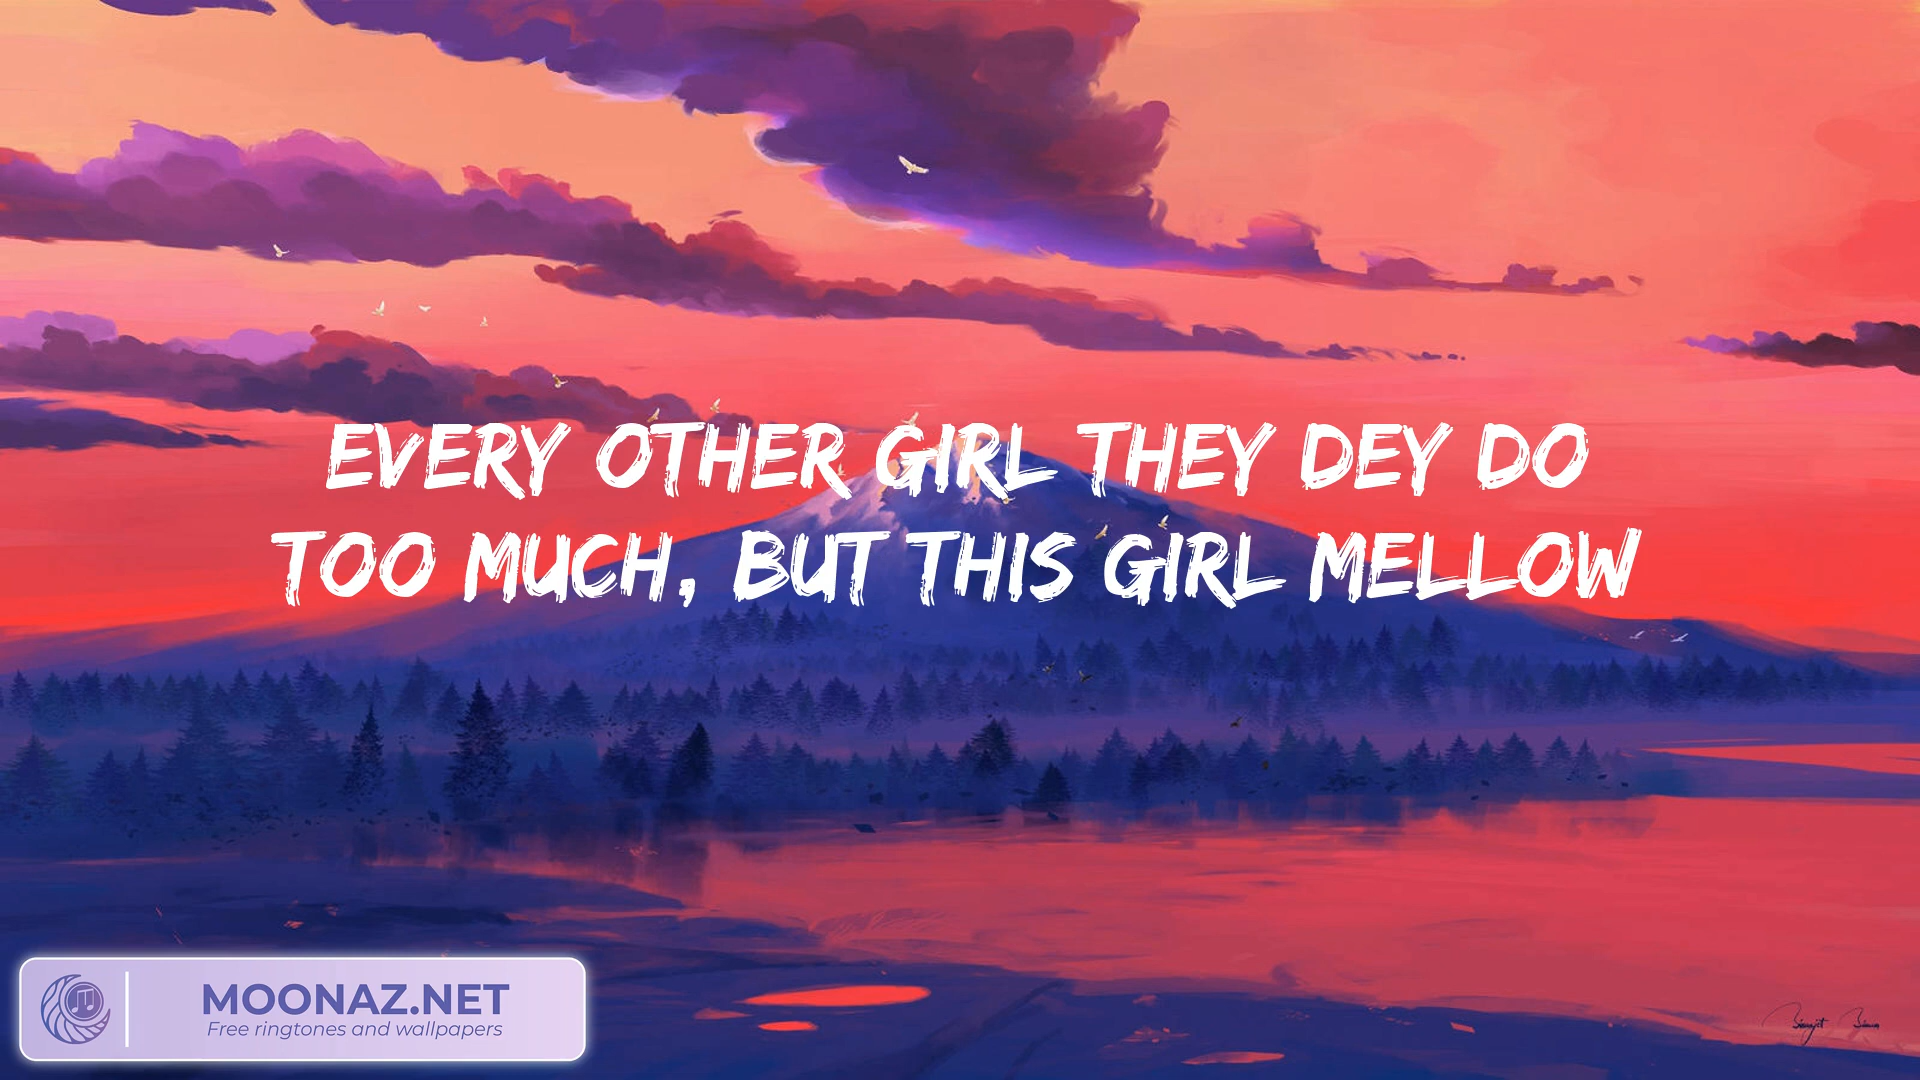 EVERY OTHER GIRL THEY DEY DO
TOO MUCH, BUT THIS GIRL MELLOW
MOONAZ.NET
Free ringtones and wallpapers